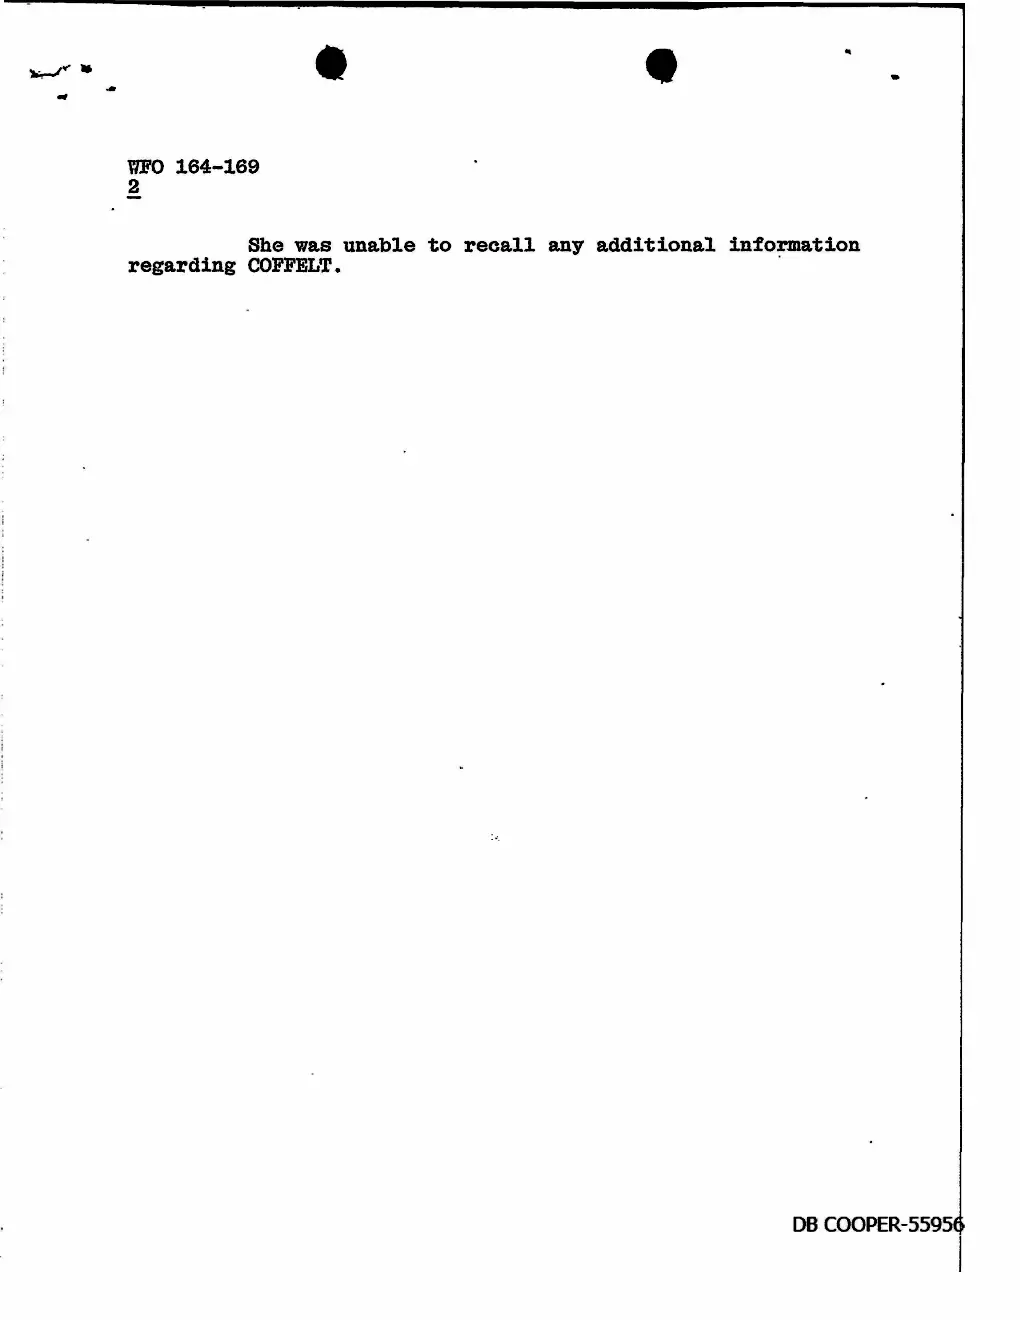 WFO 164-169
2
She was unable to recall any additional information
regarding COFFELT.
DB COOPER-55956